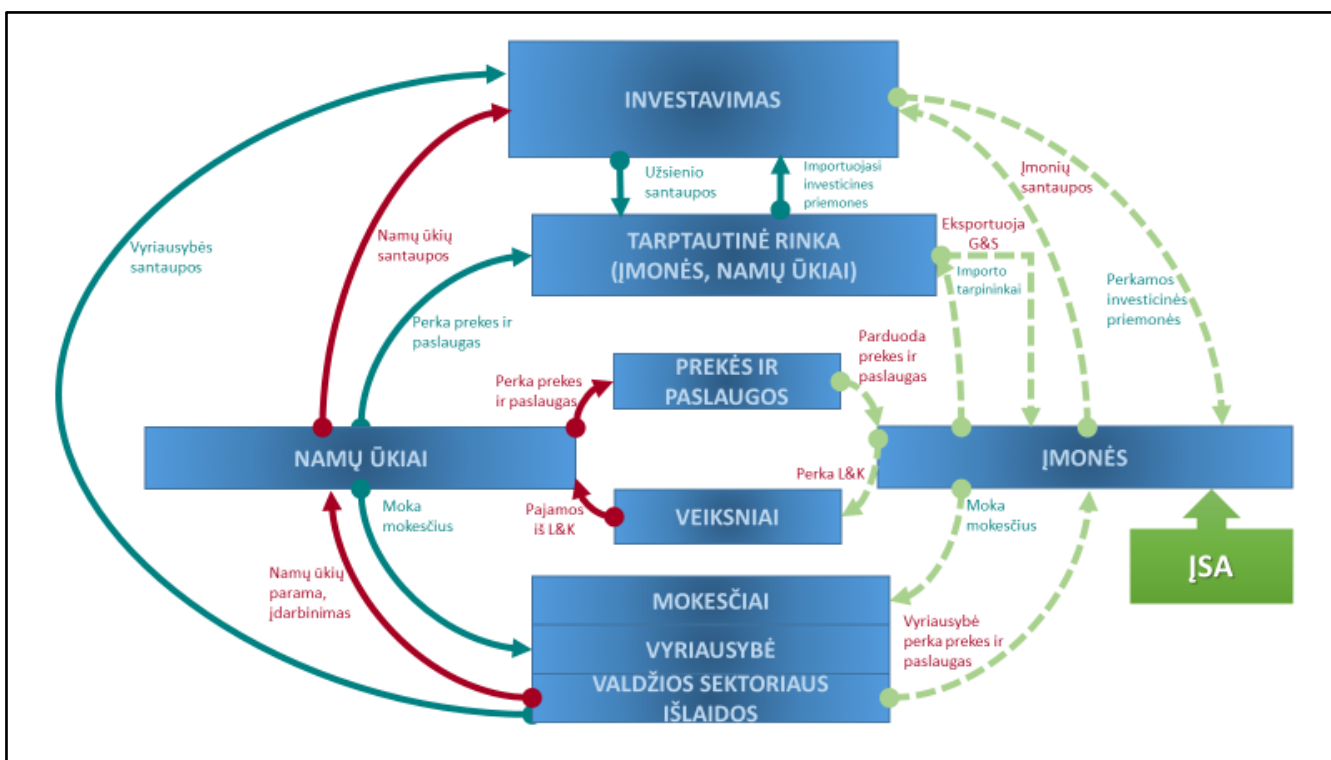 INVESTAVIMAS
Užsienio
santaupos
Importuojasi
investicines
priemones
Įmonių
santaupos
Vyriausybės
santaupos
Namų ūkių
santaupos
TARPTAUTINĖ RINKA
(ĮMONĖS, NAMŲ ŪKIAI)
Eksportuoja
G&S
Importo
tarpininkai
Perkamos
investicinės
priemonės
Perka prekes ir
paslaugas
Perka prekes
ir paslaugas
PREKĖS IR
PASLAUGOS
Parduoda
prekes ir
paslaugas
NAMŲ ŪKIAI
ĮMONĖS
Perka L&K
Moka
mokesčius
Pajamos
iš L&K
VEIKSNIAI
Moka
mokesčius
ĮSA
Namų ūkių
parama,
įdarbinimas
MOKESČIAI
VYRIAUSYBĖ
VALDŽIOS SEKTORIAUS
IŠLAIDOS
Vyriausybė
perka prekes ir
paslaugas